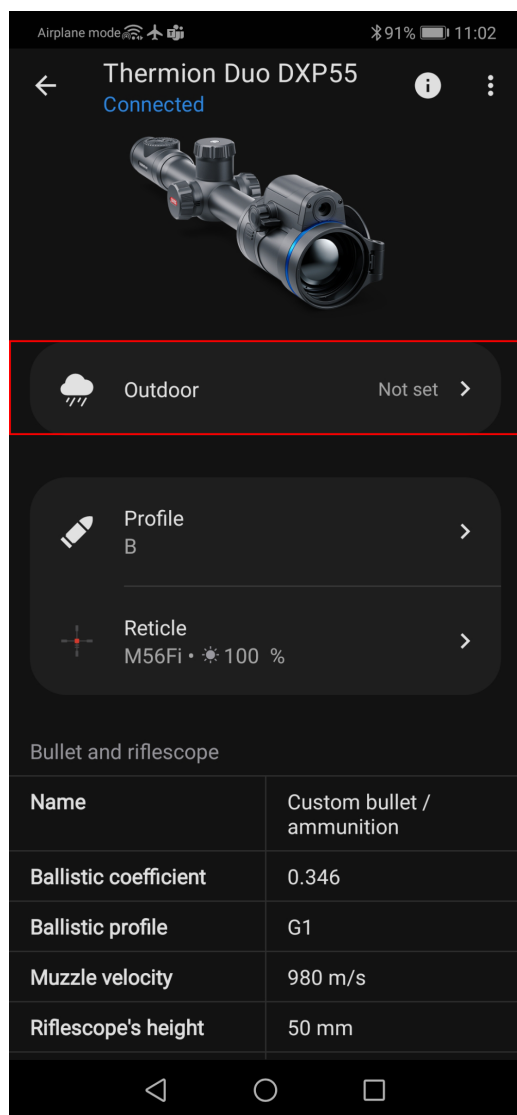 Airplane mode 91% 11:02
Thermion Duo DXP55
Connected
Outdoor Not set
Profile
B
Reticle
M56Fi • 100 %
Bullet and riflescope
Name Custom bullet /
ammunition
Ballistic coefficient 0.346
Ballistic profile G1
Muzzle velocity 980 m/s
Riflescope's height 50 mm